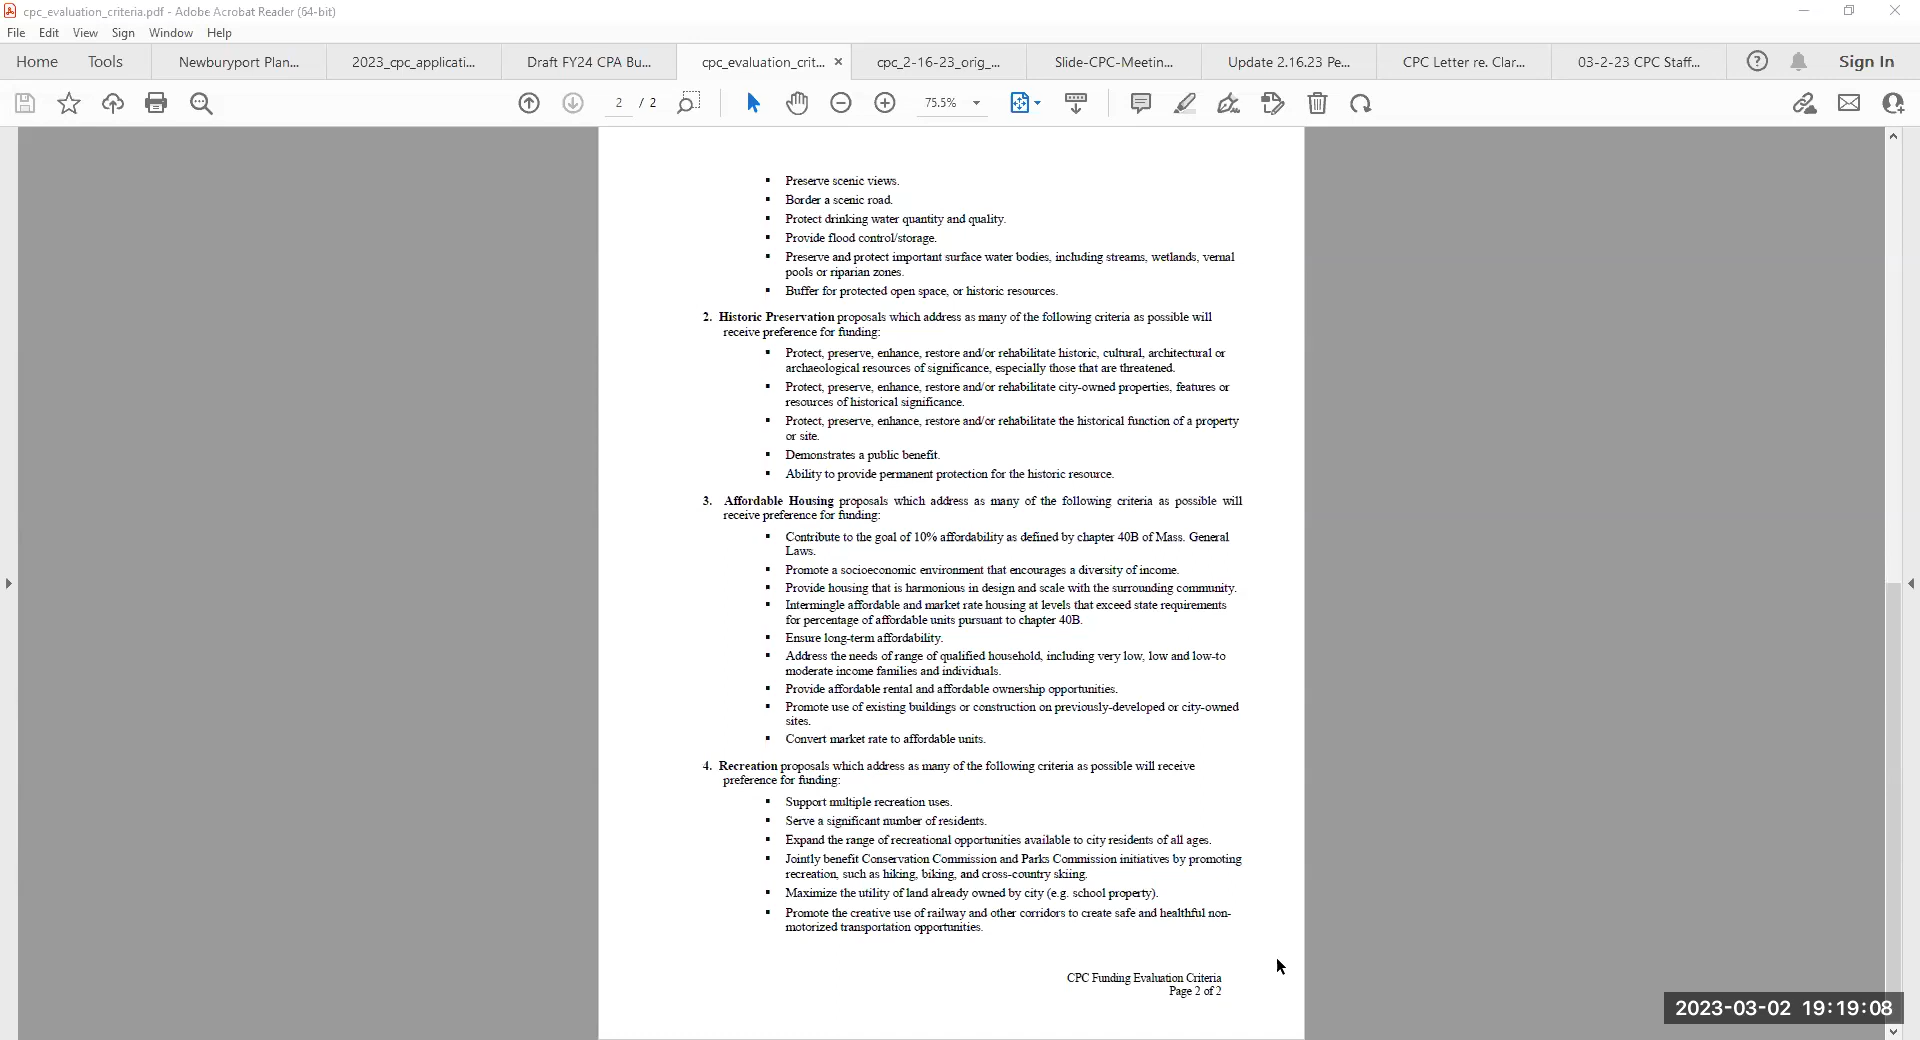 cpc_evaluation_criteria.pdf - Adobe Acrobat Reader (64-bit)
File Edit View Sign Window Help
Home Tools Newburyport Plan... 2023_cpc_applicati... Draft FY24 CPA Bu... cpc_evaluation_crit... × cpc_2-16-23_orig_... Slide-CPC-Meetin... Update 2.16.23 Pe... CPC Letter re. Clar... 03-2-23 CPC Staff... Sign In
2 / 2 75.5%
▪ Preserve scenic views.
▪ Border a scenic road.
▪ Protect drinking water quantity and quality.
▪ Provide flood control/storage.
▪ Preserve and protect important surface water bodies, including streams, wetlands, vernal
pools or riparian zones.
▪ Buffer for protected open space, or historic resources.
2. Historic Preservation proposals which address as many of the following criteria as possible will
receive preference for funding:
▪ Protect, preserve, enhance, restore and/or rehabilitate historic, cultural, architectural or
archaeological resources of significance, especially those that are threatened.
▪ Protect, preserve, enhance, restore and/or rehabilitate city-owned properties, features or
resources of historical significance.
▪ Protect, preserve, enhance, restore and/or rehabilitate the historical function of a property
or site.
▪ Demonstrates a public benefit.
▪ Ability to provide permanent protection for the historic resource.
3. Affordable Housing proposals which address as many of the following criteria as possible will
receive preference for funding:
▪ Contribute to the goal of 10% affordability as defined by chapter 40B of Mass. General
Laws.
▪ Promote a socioeconomic environment that encourages a diversity of income.
▪ Provide housing that is harmonious in design and scale with the surrounding community.
▪ Intermingle affordable and market rate housing at levels that exceed state requirements
for percentage of affordable units pursuant to chapter 40B.
▪ Ensure long-term affordability.
▪ Address the needs of range of qualified household, including very low, low and low-to
moderate income families and individuals.
▪ Provide affordable rental and affordable ownership opportunities.
▪ Promote use of existing buildings or construction on previously-developed or city-owned
sites.
▪ Convert market rate to affordable units.
4. Recreation proposals which address as many of the following criteria as possible will receive
preference for funding:
▪ Support multiple recreation uses.
▪ Serve a significant number of residents.
▪ Expand the range of recreational opportunities available to city residents of all ages.
▪ Jointly benefit Conservation Commission and Parks Commission initiatives by promoting
recreation, such as hiking, biking, and cross-country skiing.
▪ Maximize the utility of land already owned by city (e.g. school property).
▪ Promote the creative use of railway and other corridors to create safe and healthful non-
motorized transportation opportunities.
CPC Funding Evaluation Criteria
Page 2 of 2
2023-03-02 19:19:08